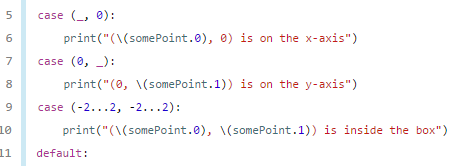 5 case (_, 0):
6 print("(\(somePoint.0), 0) is on the x-axis")
7 case (0, _):
8 print("(0, \(somePoint.1)) is on the y-axis")
9 case (-2...2, -2...2):
10 print("(\(somePoint.0), \(somePoint.1)) is inside the box")
11 default: